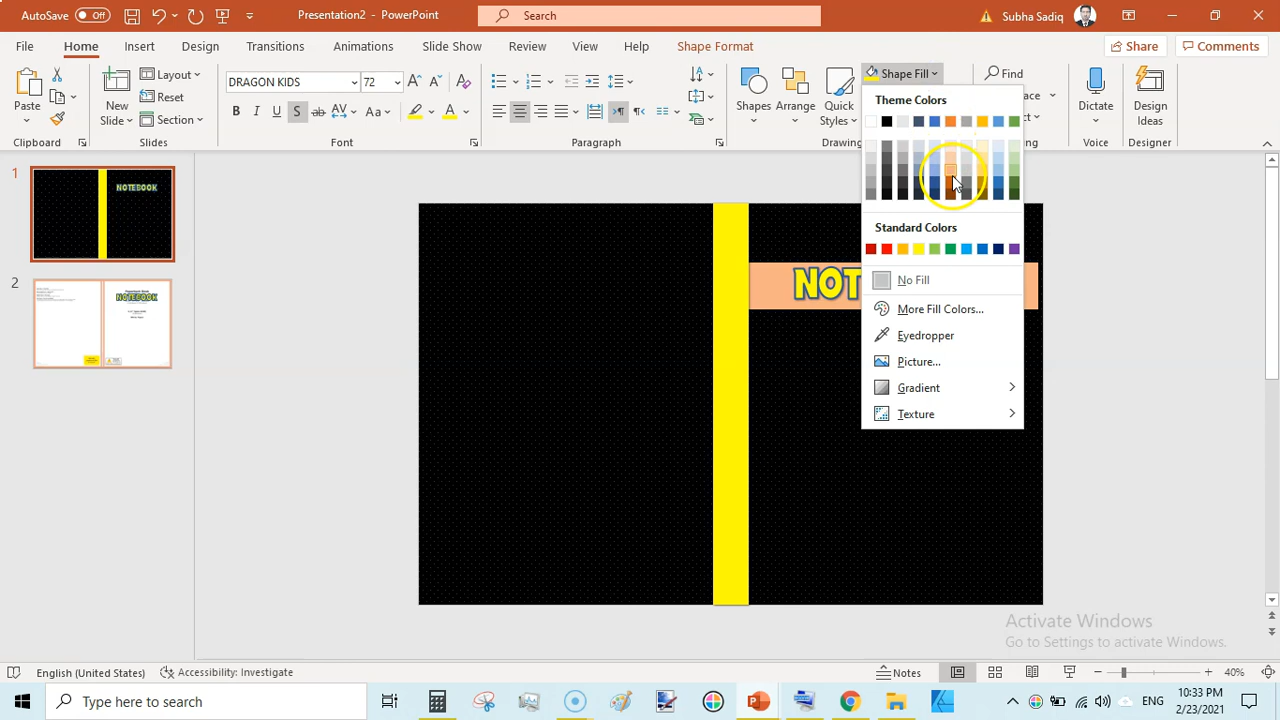 AutoSave Off
Presentation2 - PowerPoint
Search
Subha Sadiq
File Home Insert Design Transitions Animations Slide Show Review View Help Shape Format
Share Comments
Paste
New
Slide
Layout
Reset
Section
DRAGON KIDS 72
Shapes Arrange Quick
Styles
Shape Fill
Find
Dictate
Design
Ideas
Clipboard Slides Font Paragraph Drawing Voice Designer
Theme Colors
Standard Colors
No Fill
More Fill Colors...
Eyedropper
Picture...
Gradient
Texture
1
NOTEBOOK
2
NOTEBOOK
NOT
Activate Windows
Go to Settings to activate Windows.
English (United States) Accessibility: Investigate
Notes
40%
Type here to search
ENG
10:33 PM
2/23/2021